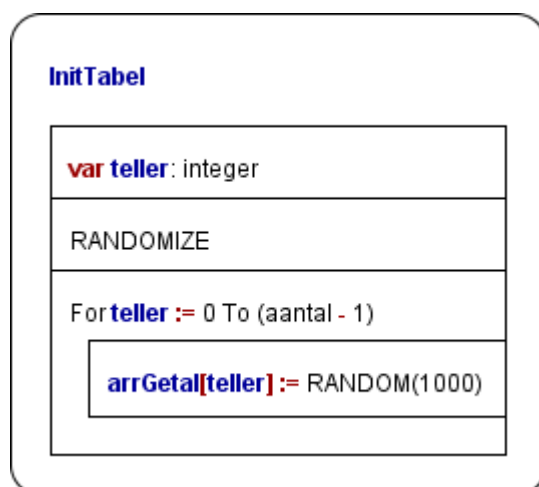 InitTabel
var teller: integer
RANDOMIZE
For teller := 0 To (aantal - 1)
arrGetal[teller] := RANDOM(1000)